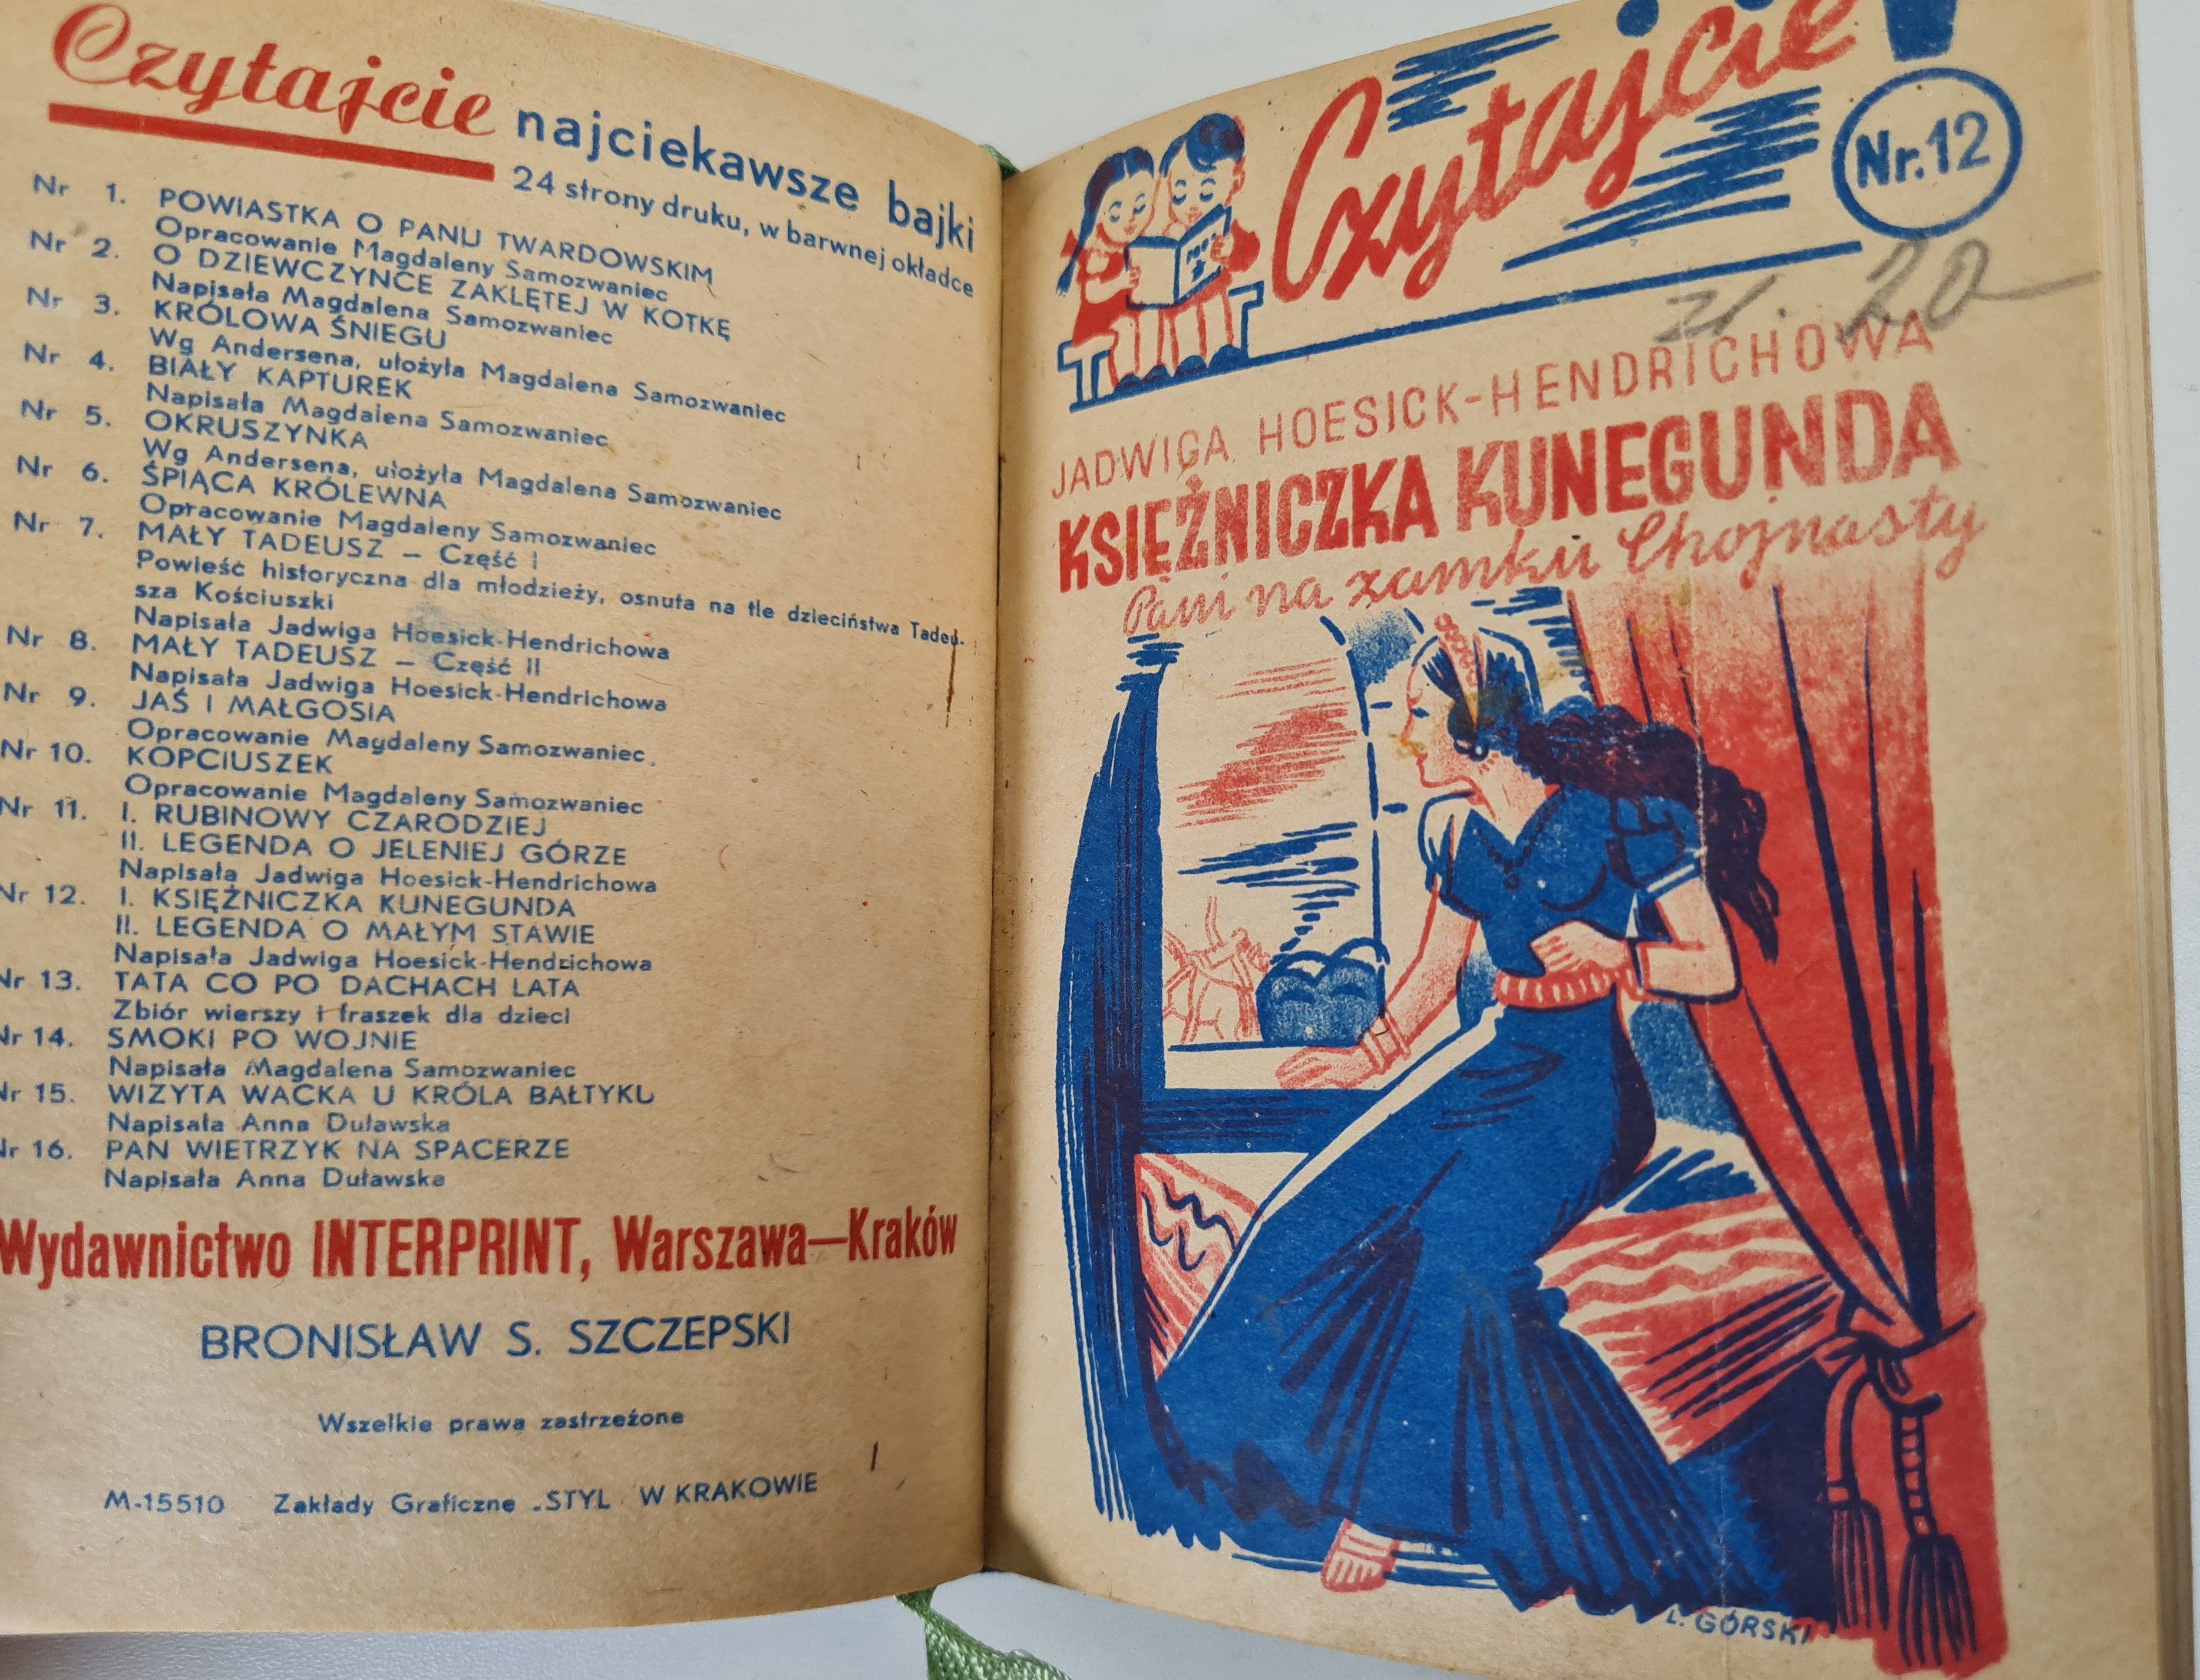 Czytajcie najciekawsze bajki
24 strony druku, w barwnej okładce
Nr 1. POWIASTKA O PANU TWARDOWSKIM
Opracowanie Magdaleny Samozwaniec
Nr 2. O DZIEWCZYNCE ZAKLĘTEJ W KOTKĘ
Napisała Magdalena Samozwaniec
Nr 3. KRÓLOWA ŚNIEGU
Wg Andersena, ułożyła Magdalena Samozwaniec
Nr 4. BIAŁY KAPTUREK
Napisała Magdalena Samozwaniec
Nr 5. OKRUSZYNKA
Wg Andersena, ułożyła Magdalena Samozwaniec
Nr 6. ŚPIĄCA KRÓLEWNA
Opracowanie Magdaleny Samozwaniec
Nr 7. MAŁY TADEUSZ – Część I
Powieść historyczna dla młodzieży, osnuta na tle dzieciństwa Tadeu-
sza Kościuszki
Napisała Jadwiga Hoesick-Hendrichowa
Nr 8. MAŁY TADEUSZ – Część II
Napisała Jadwiga Hoesick-Hendrichowa
Nr 9. JAŚ I MAŁGOSIA
Opracowanie Magdaleny Samozwaniec
Nr 10. KOPCIUSZEK
Opracowanie Magdaleny Samozwaniec
Nr 11. I. RUBINOWY CZARODZIEJ
II. LEGENDA O JELENIEJ GÓRZE
Napisała Jadwiga Hoesick-Hendrichowa
Nr 12. I. KSIĘŻNICZKA KUNEGUNDA
II. LEGENDA O MAŁYM STAWIE
Napisała Jadwiga Hoesick-Hendrichowa
Nr 13. TATA CO PO DACHACH LATA
Zbiór wierszy i fraszek dla dzieci
Nr 14. SMOKI PO WOJNIE
Napisała Magdalena Samozwaniec
Nr 15. WIZYTA WACKA U KRÓLA BAŁTYKU
Napisała Anna Duławska
Nr 16. PAN WIETRZYK NA SPACERZE
Napisała Anna Duławska
Wydawnictwo INTERPRINT, Warszawa—Kraków
BRONISŁAW S. SZCZEPSKI
Wszelkie prawa zastrzeżone
M-15510 Zakłady Graficzne „STYL" W KRAKOWIE
Czytajcie!
Nr. 12
zł. 20–
JADWIGA HOESICK-HENDRICHOWA
KSIĘŻNICZKA KUNEGUNDA
Pani na zamku Chojnasty
L. GÓRSKI